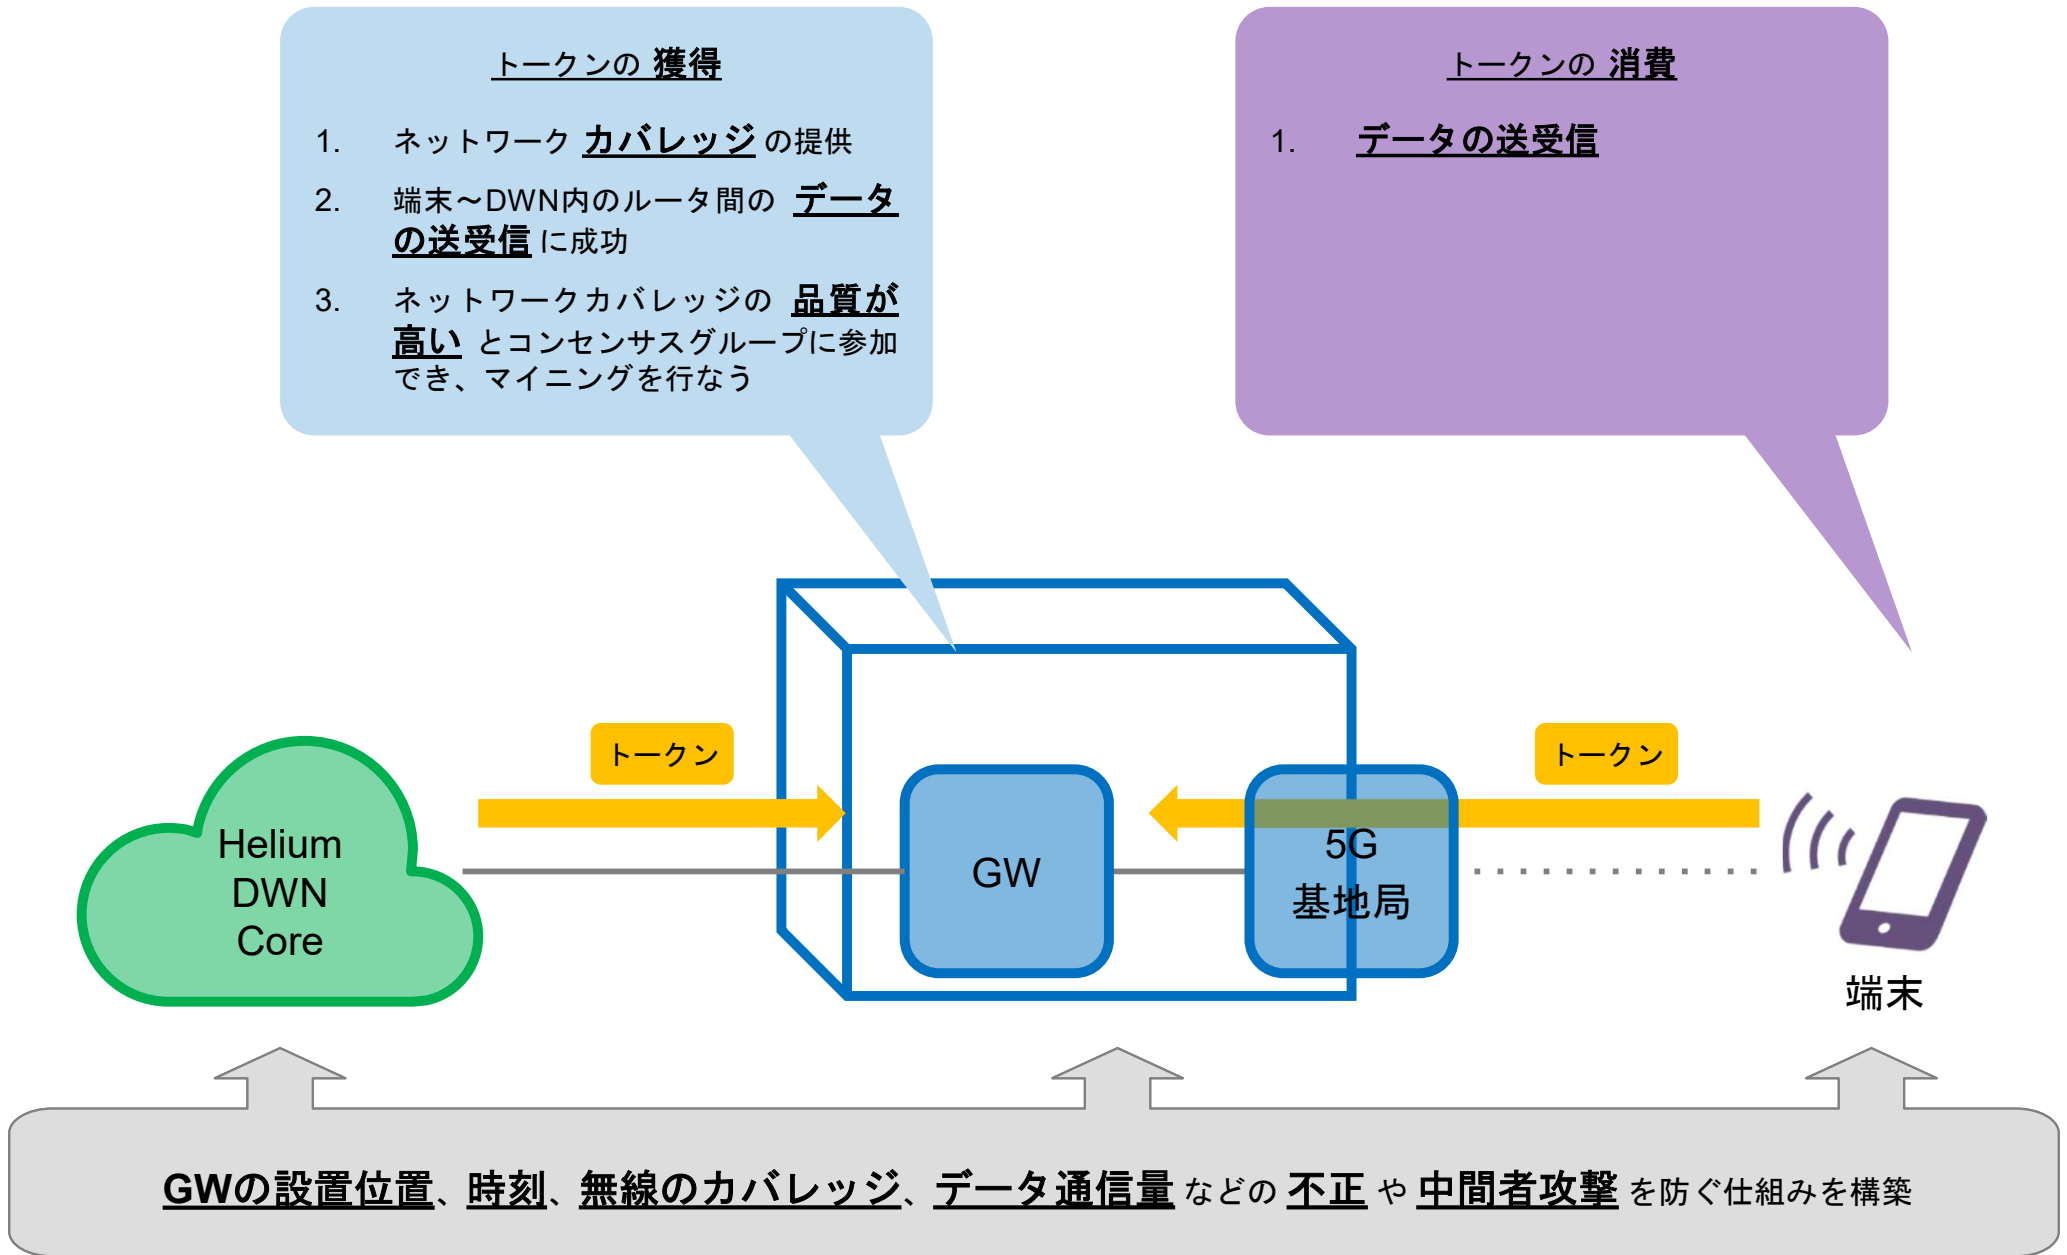 トークンの 獲得
1. ネットワーク カバレッジ の提供
2. 端末～DWN内のルータ間の データ
の送受信 に成功
3. ネットワークカバレッジの 品質が
高い とコンセンサスグループに参加
でき、マイニングを行なう
トークンの 消費
1. データの送受信
トークン
トークン
Helium
DWN
Core
GW
5G
基地局
端末
GWの設置位置、時刻、無線のカバレッジ、データ通信量 などの 不正 や 中間者攻撃 を防ぐ仕組みを構築